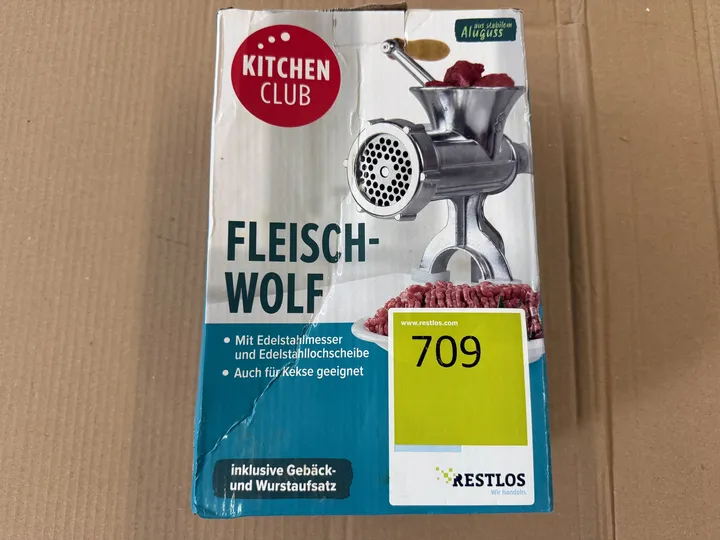 KITCHEN
CLUB
aus stabilem
Aluguss
FLEISCH-
WOLF
• Mit Edelstahlmesser
und Edelstahllochscheibe
• Auch für Kekse geeignet
inklusive Gebäck-
und Wurstaufsatz
www.restlos.com
709
RESTLOS
Wir handeln.